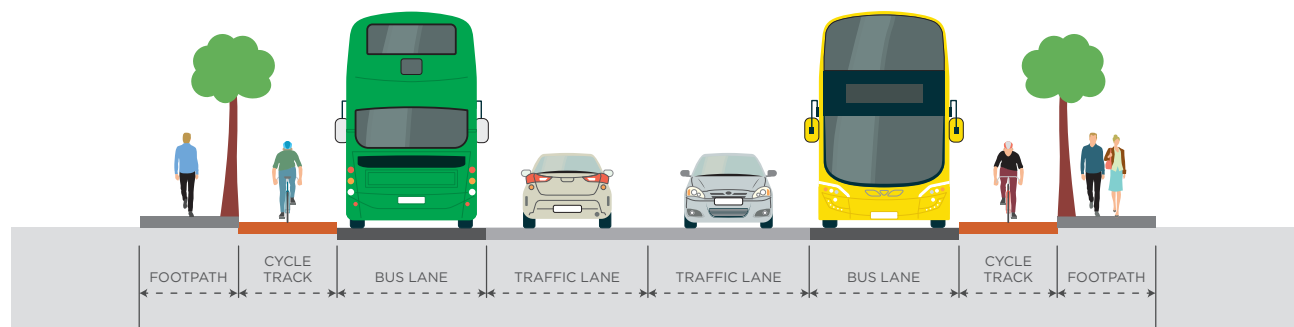 FOOTPATH
CYCLE
TRACK
BUS LANE
TRAFFIC LANE
TRAFFIC LANE
BUS LANE
CYCLE
TRACK
FOOTPATH